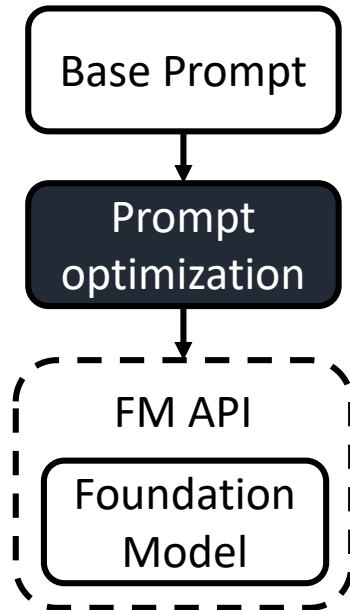 Base Prompt
Prompt
optimization
FM API
Foundation
Model